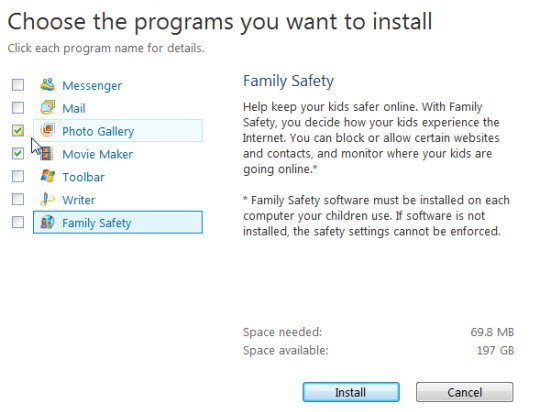 Choose the programs you want to install
Click each program name for details.
Messenger
Mail
Photo Gallery
Movie Maker
Toolbar
Writer
Family Safety
Family Safety
Help keep your kids safer online. With Family
Safety, you decide how your kids experience the
Internet. You can block or allow certain websites
and contacts, and monitor where your kids are
going online.*
* Family Safety software must be installed on each
computer your children use. If software is not
installed, the safety settings cannot be enforced.
Space needed: 69.8 MB
Space available: 197 GB
Install Cancel